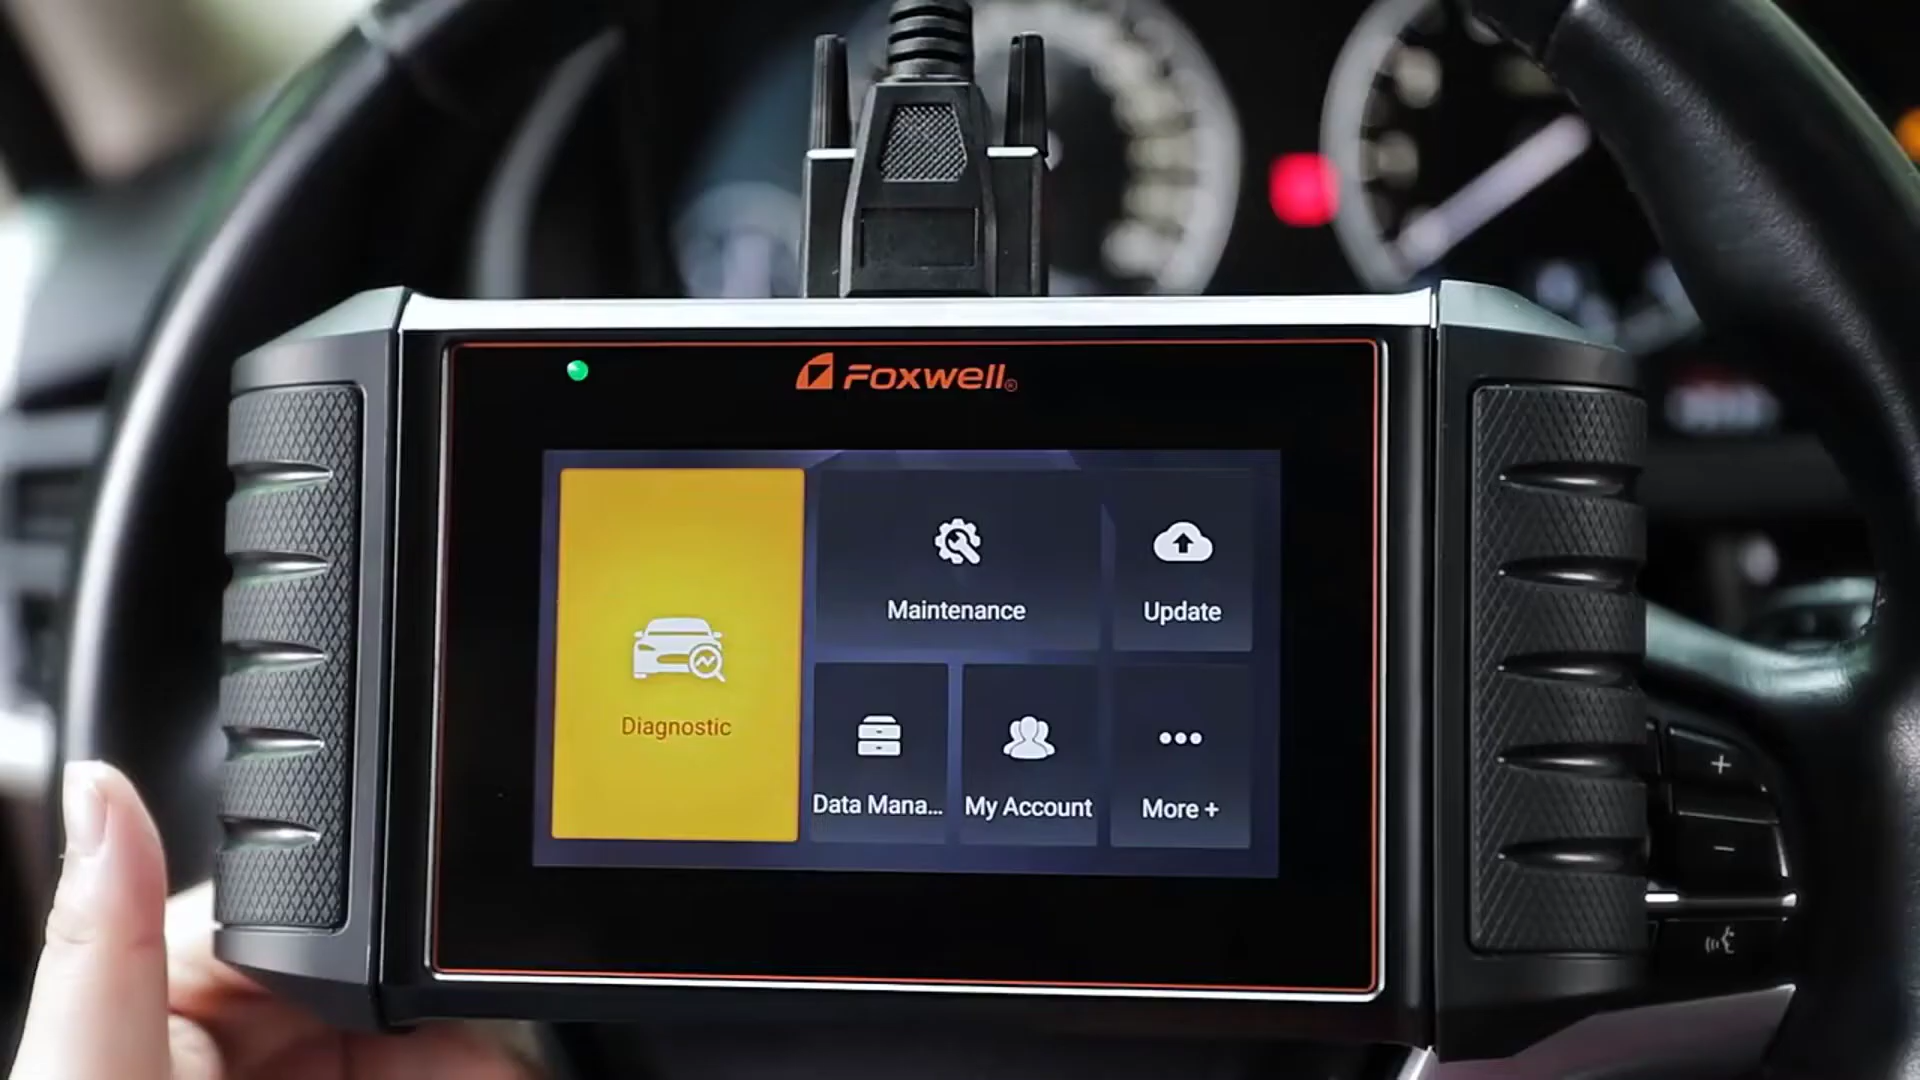 Foxwell®
Maintenance
Update
Diagnostic
Data Mana...
My Account
More +